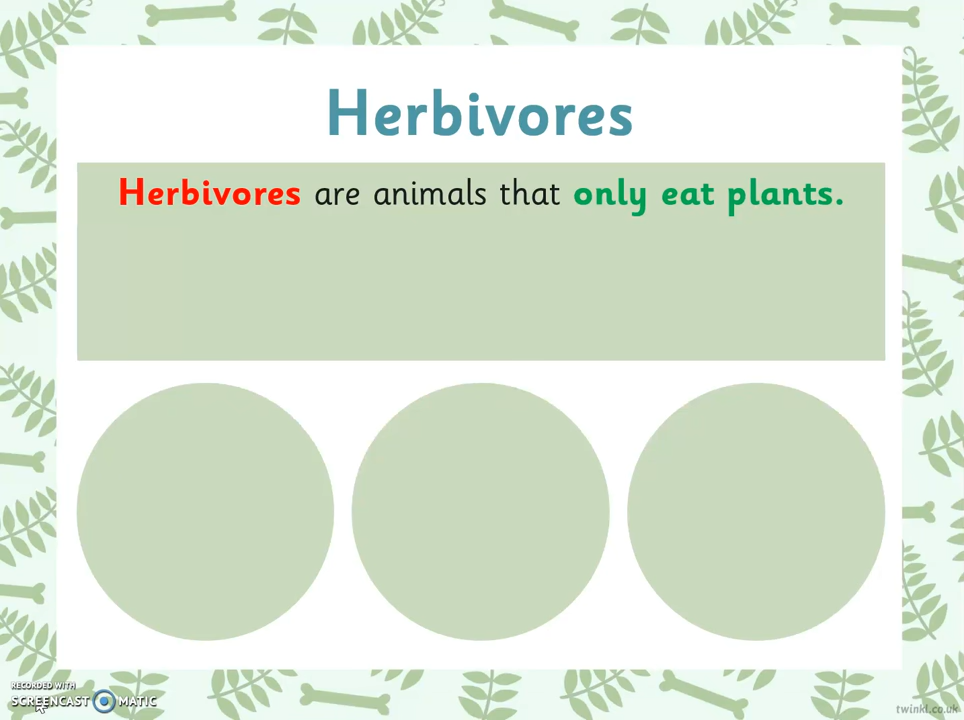 Herbivores
Herbivores are animals that only eat plants.
RECORDED WITH
SCREENCAST MATIC
twinkl.co.uk